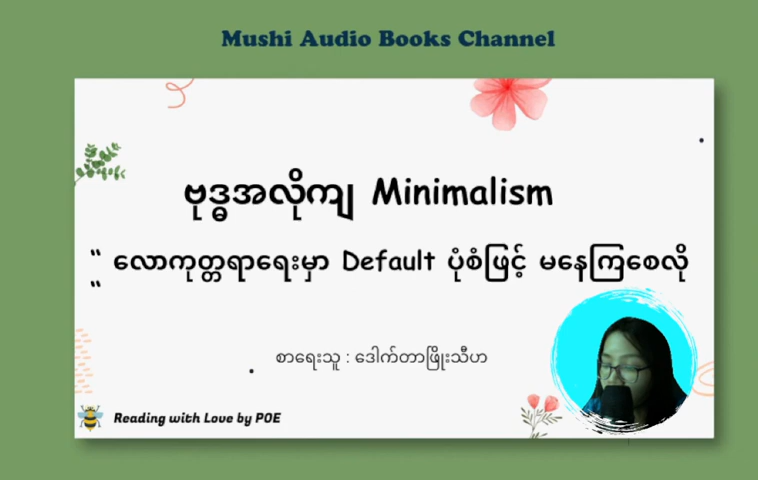 Mushi Audio Books Channel
ဗုဒ္ဓအလိုကျ Minimalism
“ လောကုတ္တရာရေးမှာ Default ပုံစံဖြင့် မနေကြစေလို
“
စာရေးသူ : ဒေါက်တာဖြိုးသီဟ
Reading with Love by POE